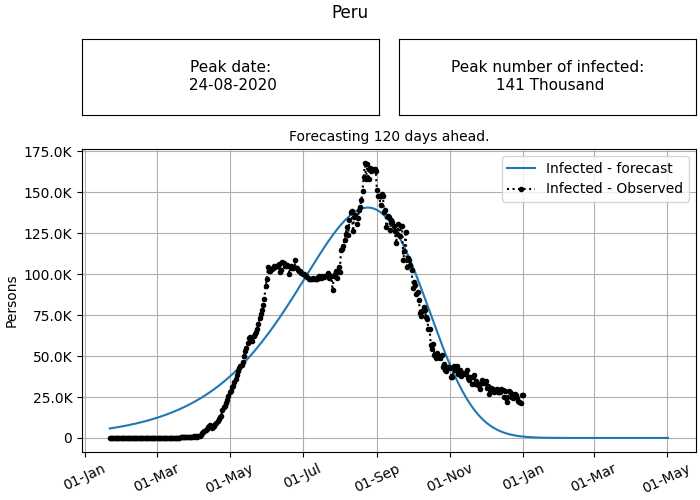 Peru
Peak date:
24-08-2020
Peak number of infected:
141 Thousand
Forecasting 120 days ahead.
175.0K
150.0K
125.0K
100.0K
75.0K
50.0K
25.0K
0
Persons
Infected - forecast
Infected - Observed
01-Jan
01-Mar
01-May
01-Jul
01-Sep
01-Nov
01-Jan
01-Mar
01-May